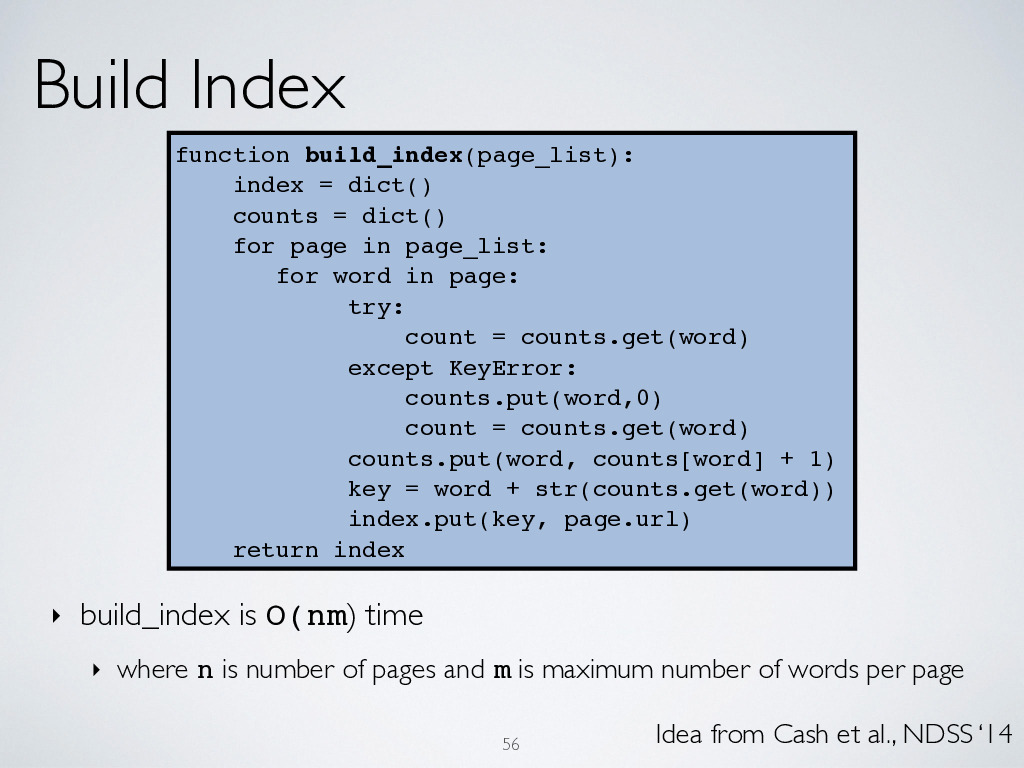 Build Index
function build_index(page_list):
    index = dict()
    counts = dict()
    for page in page_list:
       for word in page:
            try:
                count = counts.get(word)
            except KeyError:
                counts.put(word,0)
                count = counts.get(word)
            counts.put(word, counts[word] + 1)
            key = word + str(counts.get(word))
            index.put(key, page.url)
    return index
‣ build_index is O(nm) time
‣ where n is number of pages and m is maximum number of words per page
Idea from Cash et al., NDSS ‘14
56